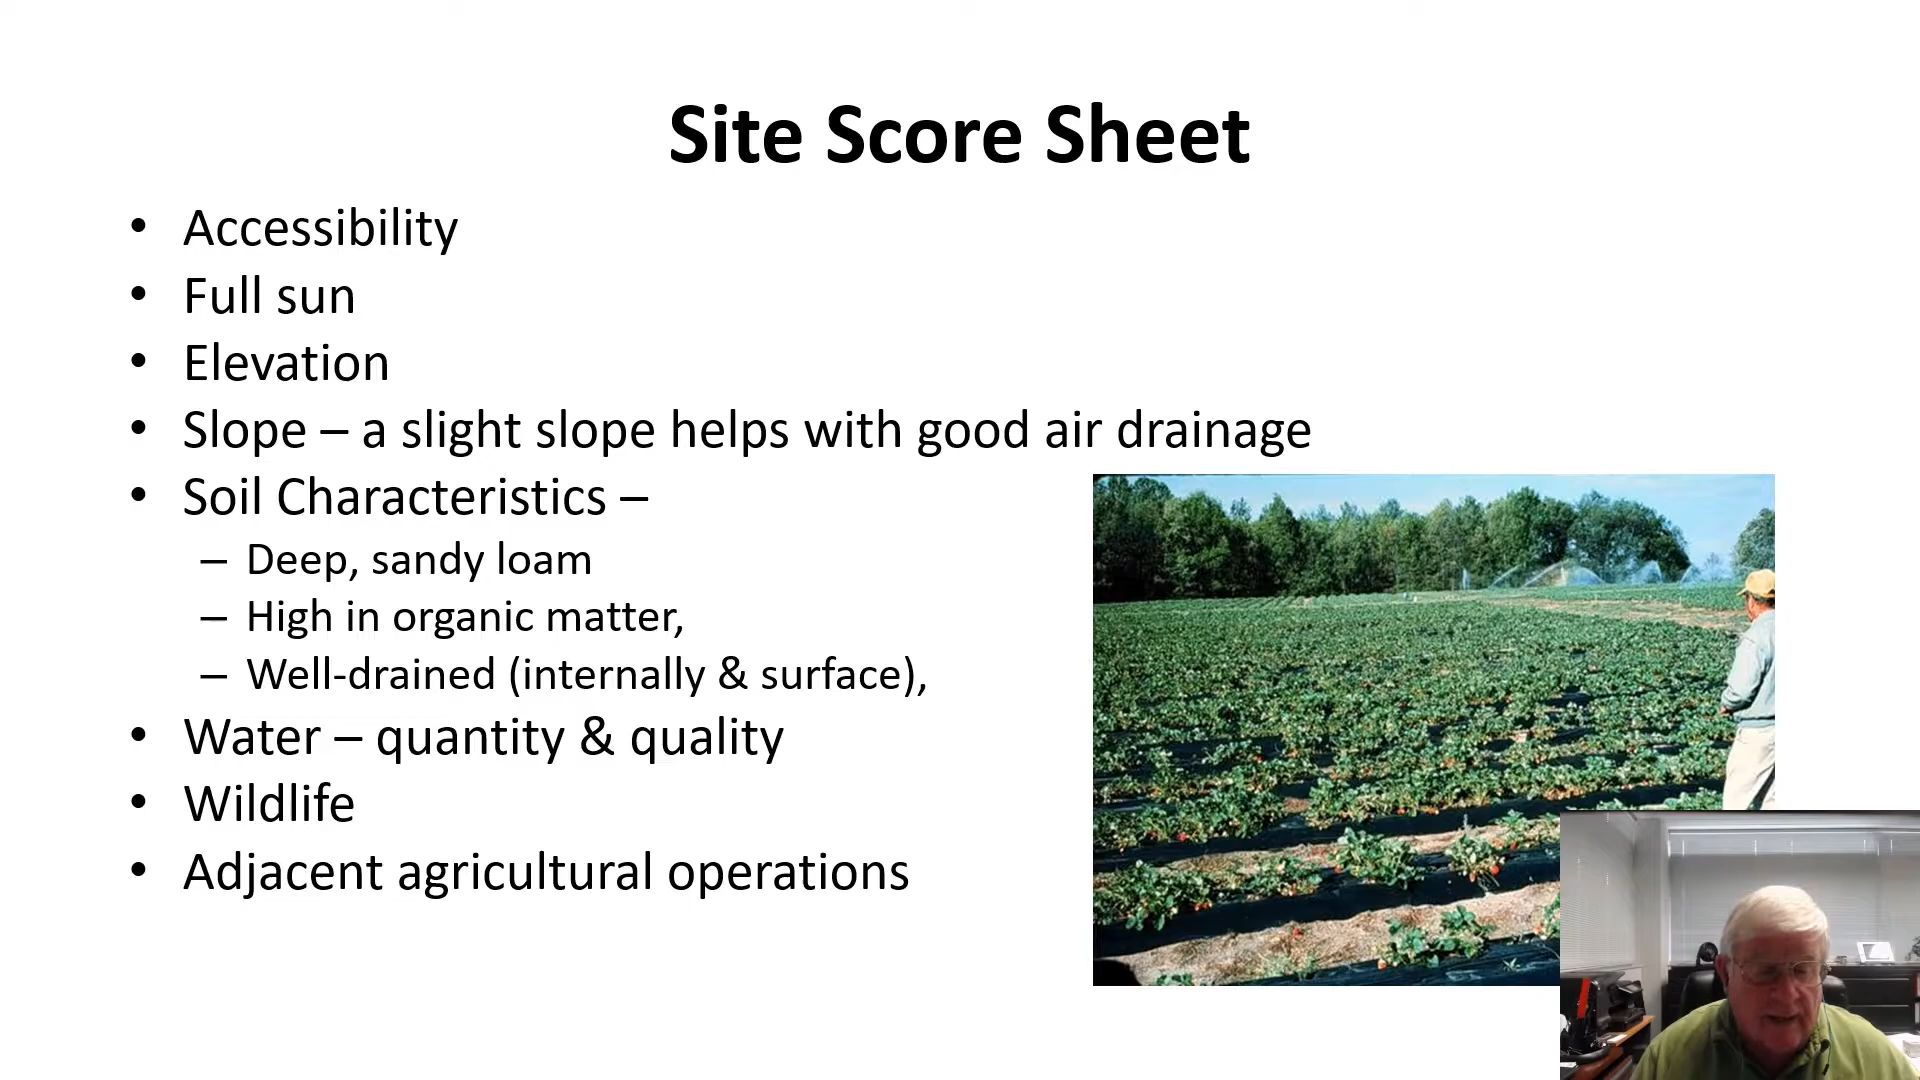 Site Score Sheet
• Accessibility
• Full sun
• Elevation
• Slope – a slight slope helps with good air drainage
• Soil Characteristics –
– Deep, sandy loam
– High in organic matter,
– Well-drained (internally & surface),
• Water – quantity & quality
• Wildlife
• Adjacent agricultural operations